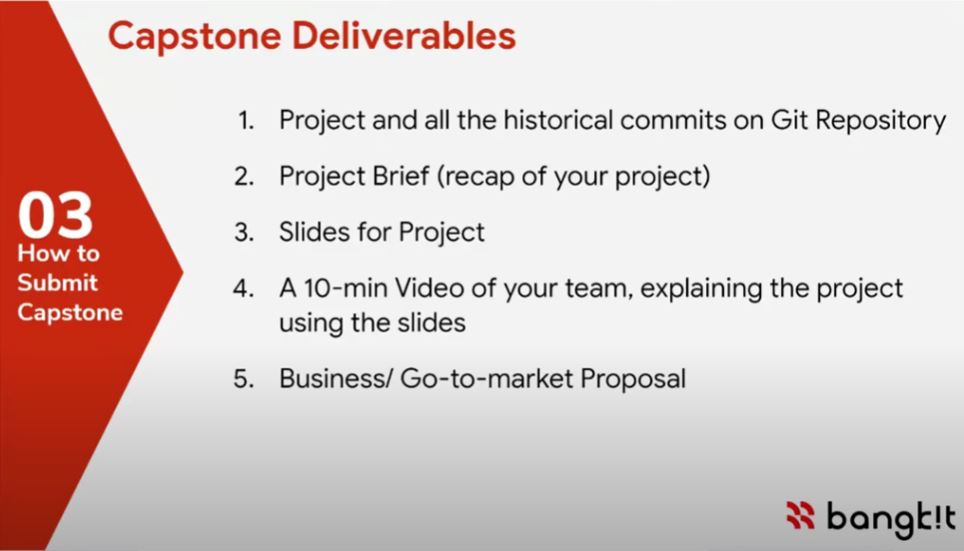 Capstone Deliverables
03
How to
Submit
Capstone
1. Project and all the historical commits on Git Repository
2. Project Brief (recap of your project)
3. Slides for Project
4. A 10-min Video of your team, explaining the project
using the slides
5. Business/ Go-to-market Proposal
bangk!t